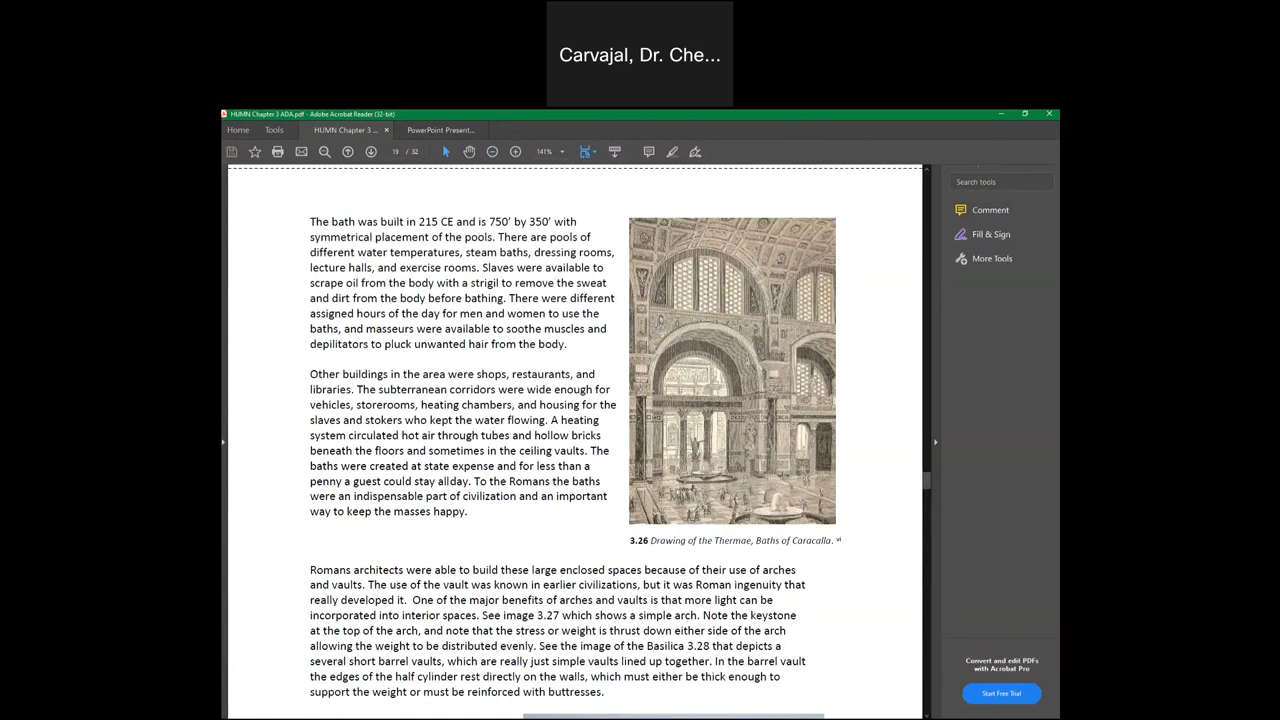 Carvajal, Dr. Che...
HUMN Chapter 3 ADA.pdf - Adobe Acrobat Reader (32-bit)
Home
Tools
HUMN Chapter 3 ...
PowerPoint Present...
19 / 32
141%
Search tools
Comment
Fill & Sign
More Tools
The bath was built in 215 CE and is 750’ by 350’ with
symmetrical placement of the pools. There are pools of
different water temperatures, steam baths, dressing rooms,
lecture halls, and exercise rooms. Slaves were available to
scrape oil from the body with a strigil to remove the sweat
and dirt from the body before bathing. There were different
assigned hours of the day for men and women to use the
baths, and masseurs were available to soothe muscles and
depilitators to pluck unwanted hair from the body.
Other buildings in the area were shops, restaurants, and
libraries. The subterranean corridors were wide enough for
vehicles, storerooms, heating chambers, and housing for the
slaves and stokers who kept the water flowing. A heating
system circulated hot air through tubes and hollow bricks
beneath the floors and sometimes in the ceiling vaults. The
baths were created at state expense and for less than a
penny a guest could stay allday. To the Romans the baths
were an indispensable part of civilization and an important
way to keep the masses happy.
3.26 Drawing of the Thermae, Baths of Caracalla. vi
Romans architects were able to build these large enclosed spaces because of their use of arches
and vaults. The use of the vault was known in earlier civilizations, but it was Roman ingenuity that
really developed it. One of the major benefits of arches and vaults is that more light can be
incorporated into interior spaces. See image 3.27 which shows a simple arch. Note the keystone
at the top of the arch, and note that the stress or weight is thrust down either side of the arch
allowing the weight to be distributed evenly. See the image of the Basilica 3.28 that depicts a
several short barrel vaults, which are really just simple vaults lined up together. In the barrel vault
the edges of the half cylinder rest directly on the walls, which must either be thick enough to
support the weight or must be reinforced with buttresses.
Convert and edit PDFs
with Acrobat Pro
Start Free Trial